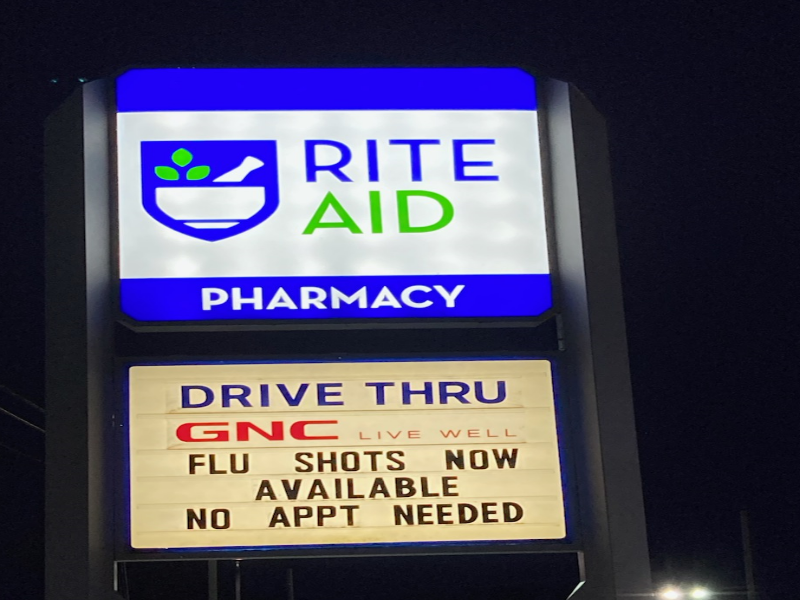 RITE
AID
PHARMACY
DRIVE THRU
GNC LIVE WELL
FLU SHOTS NOW
AVAILABLE
NO APPT NEEDED